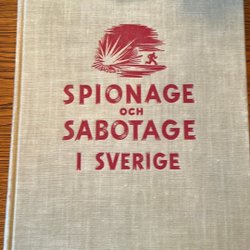 SPIONAGE
OCH
SABOTAGE
I SVERIGE